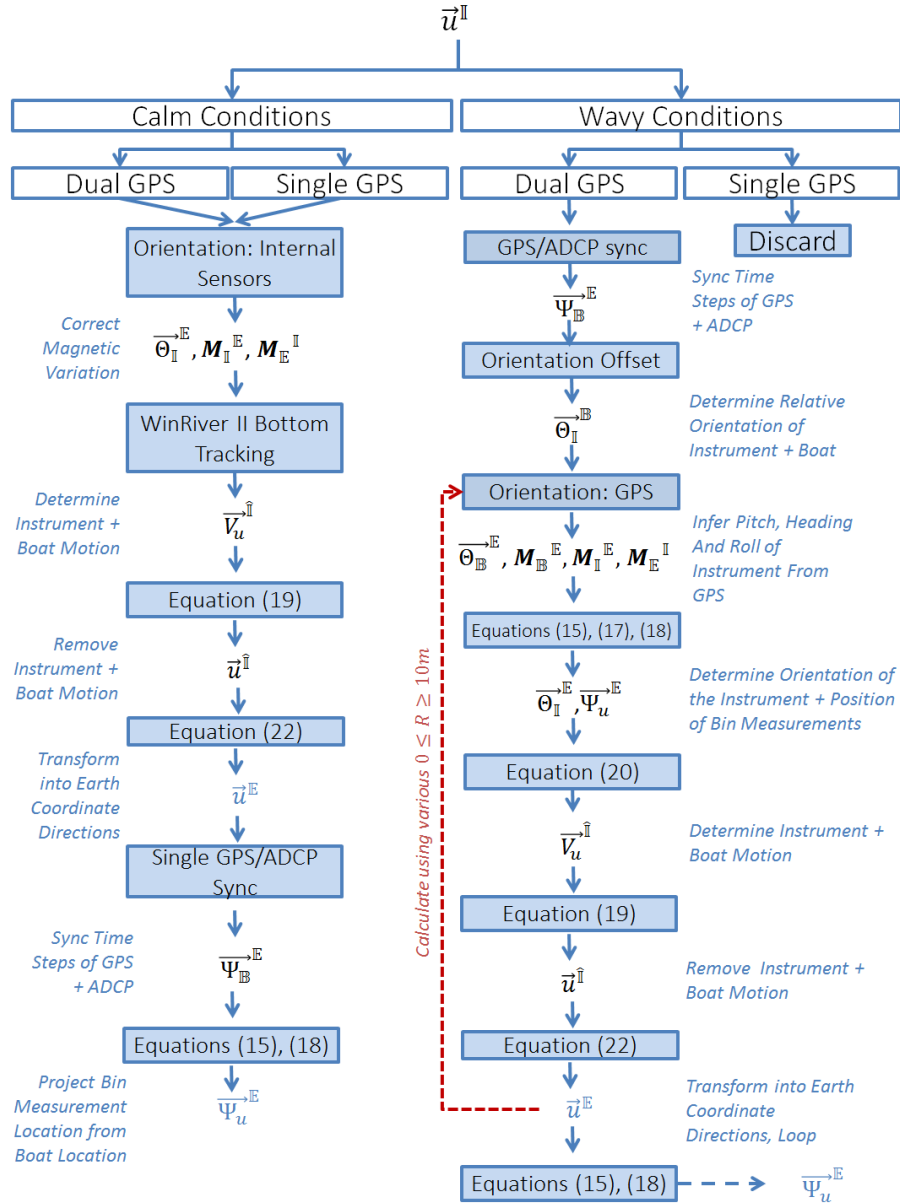 u⃗^𝕀
Calm Conditions
Wavy Conditions
Dual GPS
Single GPS
Dual GPS
Single GPS
Orientation: Internal
Sensors
Correct
Magnetic
Variation
Θ_𝕀^𝔼, M_𝕀^𝔼, M_𝔼^𝕀
WinRiver II Bottom
Tracking
Determine
Instrument +
Boat Motion
V_u^𝕀̂
Equation (19)
Remove
Instrument +
Boat Motion
u⃗^𝕀̂
Equation (22)
Transform
into Earth
Coordinate
Directions
u⃗^𝔼
Single GPS/ADCP
Sync
Sync Time
Steps of GPS
+ ADCP
Ψ_𝔹^𝔼
Equations (15), (18)
Project Bin
Measurement
Location from
Boat Location
Ψ_u^𝔼
Discard
GPS/ADCP sync
Ψ_𝔹^𝔼
Sync Time
Steps of GPS
+ ADCP
Orientation Offset
Θ_𝕀^𝔹
Determine Relative
Orientation of
Instrument + Boat
Orientation: GPS
Θ_𝔹^𝔼, M_𝔹^𝔼, M_𝕀^𝔼, M_𝔼^𝕀
Infer Pitch, Heading
And Roll of
Instrument From
GPS
Equations (15), (17), (18)
Θ_𝕀^𝔼,Ψ_u^𝔼
Determine Orientation of
the Instrument + Position
of Bin Measurements
Equation (20)
V_u^𝕀̂
Determine Instrument +
Boat Motion
Equation (19)
u⃗^𝕀̂
Remove Instrument +
Boat Motion
Equation (22)
u⃗^𝔼
Transform into Earth
Coordinate
Directions, Loop
Calculate using various 0 ≤ R ≥ 10m
Equations (15), (18)
Ψ_u^𝔼